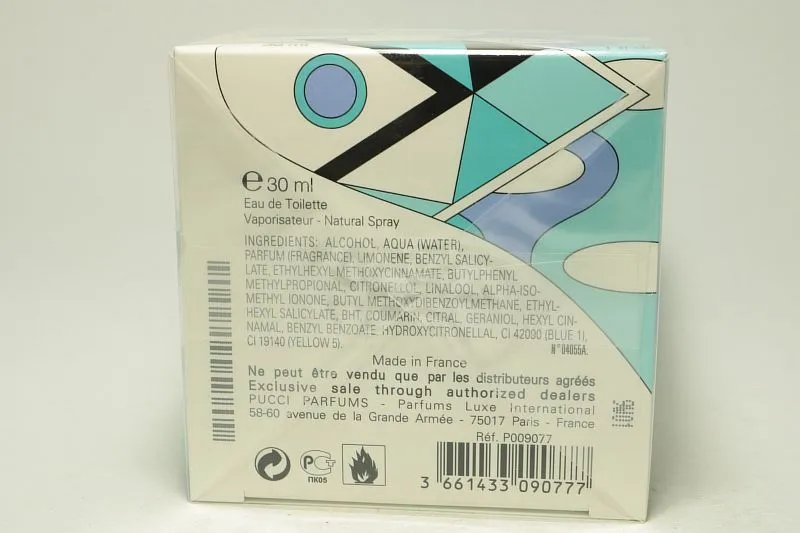 e 30 ml
Eau de Toilette
Vaporisateur - Natural Spray
INGREDIENTS: ALCOHOL, AQUA (WATER),
PARFUM (FRAGRANCE), LIMONENE, BENZYL SALICY-
LATE, ETHYLHEXYL METHOXYCINNAMATE, BUTYLPHENYL
METHYLPROPIONAL, CITRONELLOL, LINALOOL, ALPHA-ISO-
METHYL IONONE, BUTYL METHOXYDIBENZOYLMETHANE, ETHYL-
HEXYL SALICYLATE, BHT, COUMARIN, CITRAL, GERANIOL, HEXYL CIN-
NAMAL, BENZYL BENZOATE, HYDROXYCITRONELLAL, CI 42090 (BLUE 1),
CI 19140 (YELLOW 5).
N° 04055A.
Made in France
Ne peut être vendu que par les distributeurs agréés
Exclusive sale through authorized dealers
PUCCI PARFUMS - Parfums Luxe International
58-60 avenue de la Grande Armée - 75017 Paris - France
Réf. P009077
ПК05
3 661433 090777